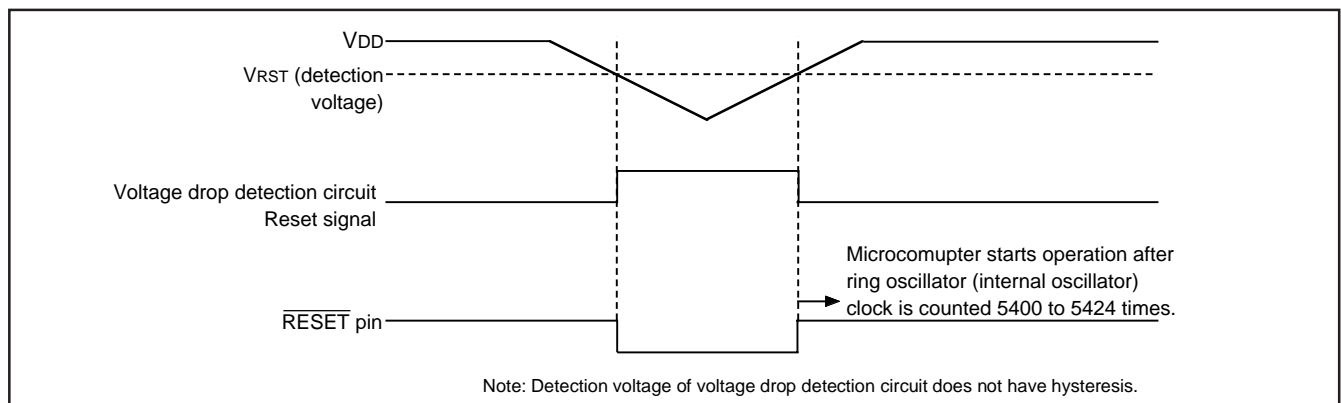 VDD
VRST (detection
voltage)
Voltage drop detection circuit
Reset signal
Microcomupter starts operation after
ring oscillator (internal oscillator)
clock is counted 5400 to 5424 times.
RESET pin
Note: Detection voltage of voltage drop detection circuit does not have hysteresis.